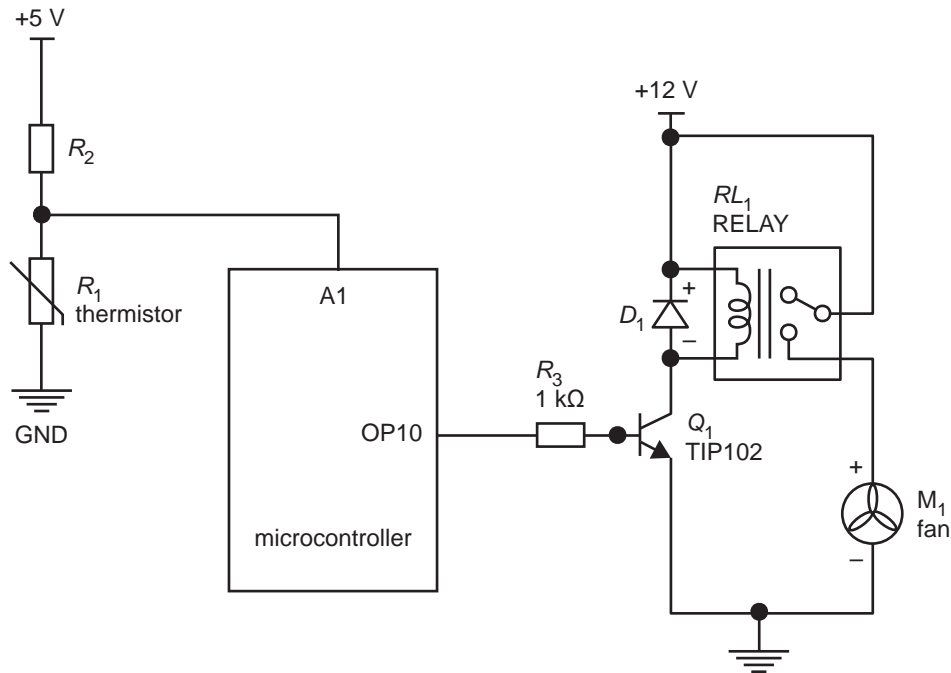 +5 V
R2
R1
thermistor
GND
A1
OP10
microcontroller
R3
1 kΩ
+12 V
RL1
RELAY
D1
+
–
Q1
TIP102
+
M1
fan
–